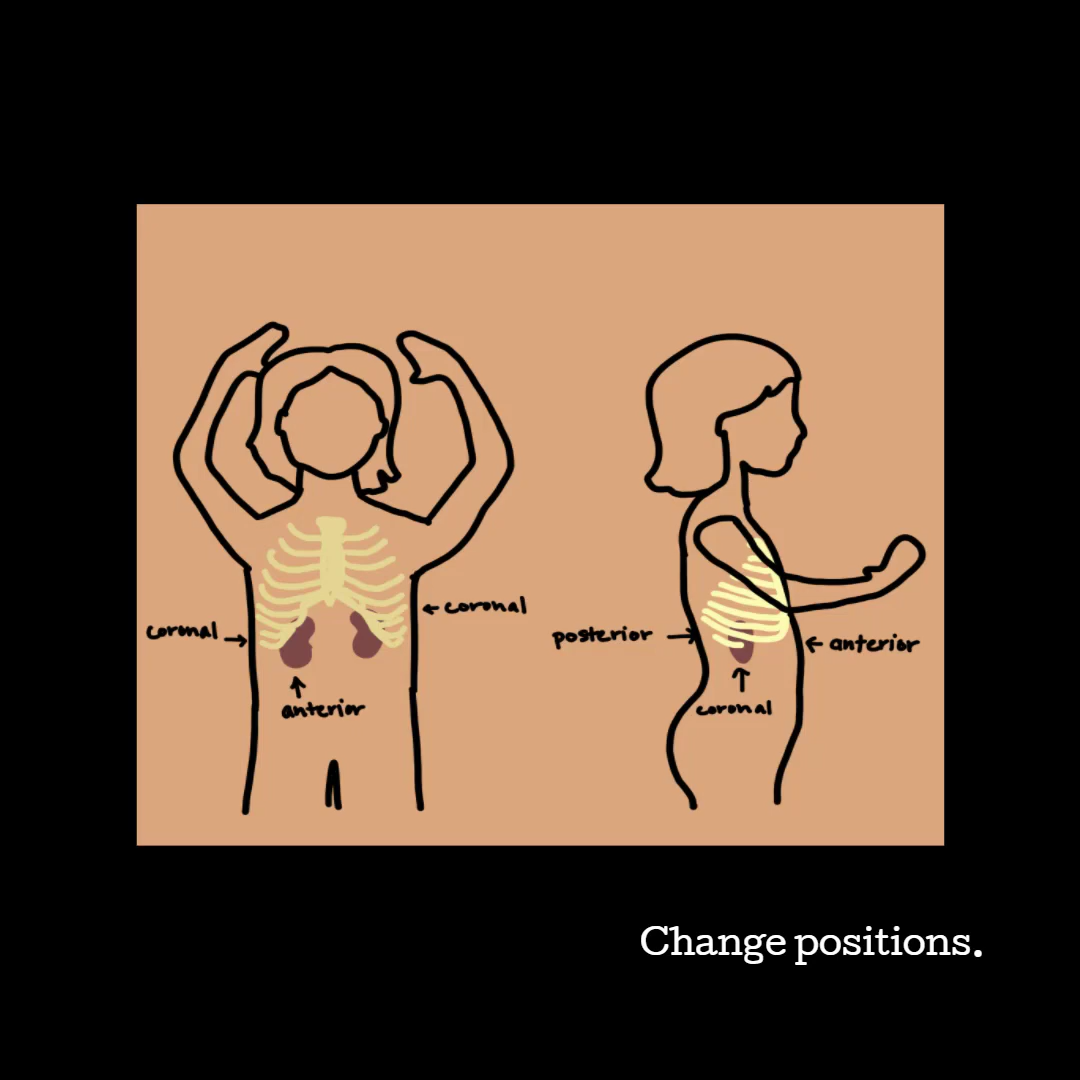 coronal
← coronal
anterior
posterior
anterior
coronal
Change positions.